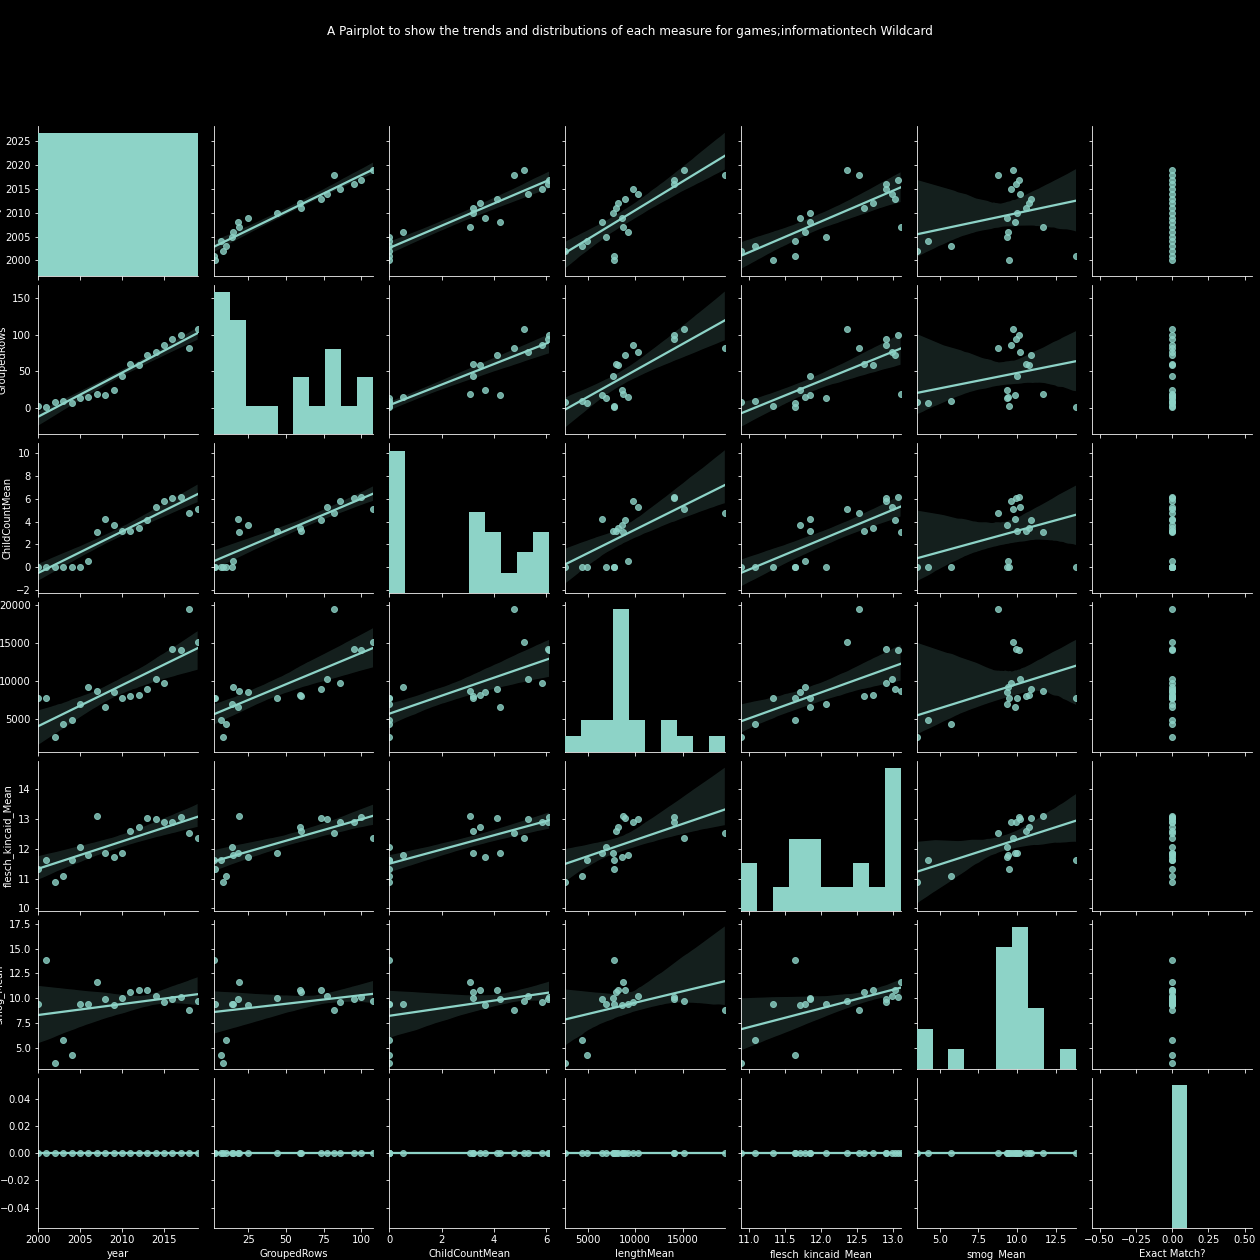 A Pairplot to show the trends and distributions of each measure for games;informationtech Wildcard
2025
2020
2015
2010
2005
2000
GroupedRows
150
100
50
0
ChildCountMean
10
8
6
4
2
0
−2
20000
15000
10000
5000
flesch_kincaid_Mean
14
13
12
11
10
smog_Mean
17.5
15.0
12.5
10.0
7.5
5.0
0.04
0.02
0.00
−0.02
−0.04
2000 2005 2010 2015
25 50 75 100
0 2 4 6
5000 10000 15000
11.0 11.5 12.0 12.5 13.0
5.0 7.5 10.0 12.5
−0.50 −0.25 0.00 0.25 0.50
year GroupedRows ChildCountMean lengthMean flesch_kincaid_Mean smog_Mean Exact Match?